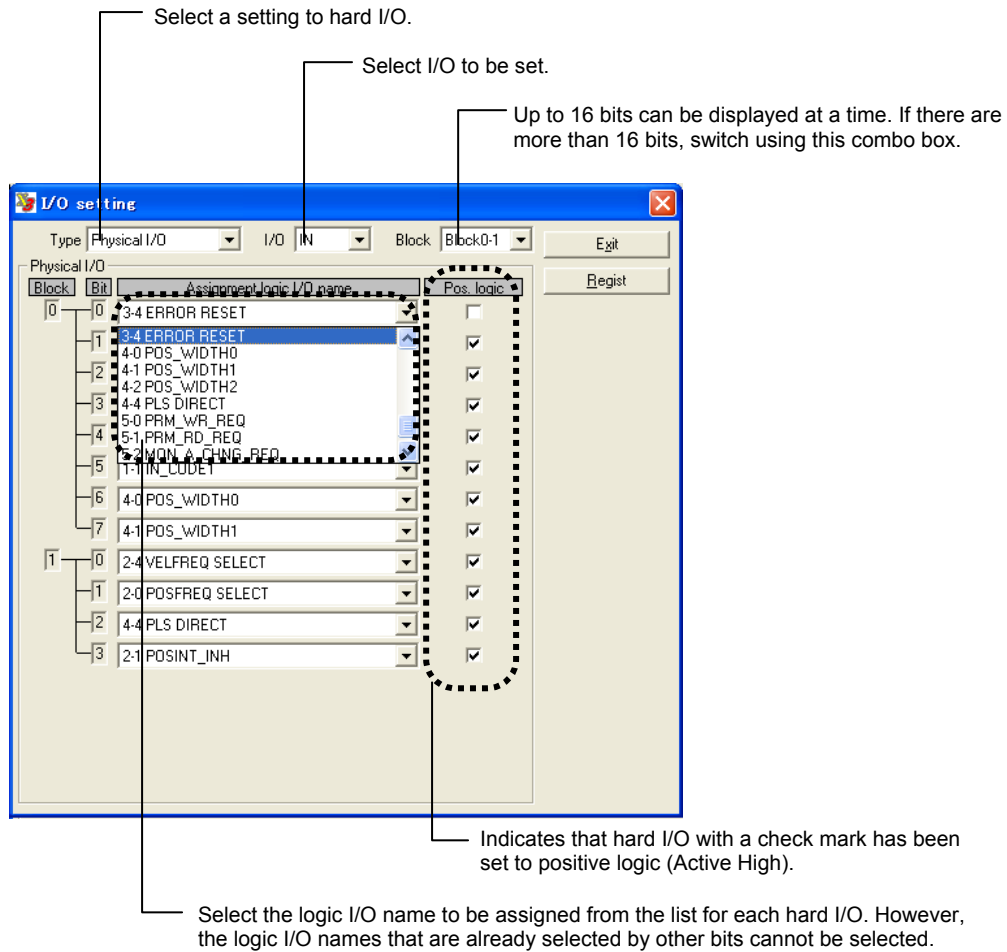 Select a setting to hard I/O.
Select I/O to be set.
Up to 16 bits can be displayed at a time. If there are
more than 16 bits, switch using this combo box.
I/O setting
Type Physical I/O I/O IN Block Block0-1 Exit
Physical I/O
Regist
Block Bit Assignment logic I/O name Pos. logic
0 0 3-4 ERROR RESET
3-4 ERROR RESET
1
4-0 POS_WIDTH0
4-1 POS_WIDTH1
2
4-2 POS_WIDTH2
4-4 PLS DIRECT
3
5-0 PRM_WR_REQ
5-1 PRM_RD_REQ
4
5-2 MON_A_CHNG_REQ
5 1-1 IN_CODE1
6 4-0 POS_WIDTH0
7 4-1 POS_WIDTH1
1 0 2-4 VELFREQ SELECT
1 2-0 POSFREQ SELECT
2 4-4 PLS DIRECT
3 2-1 POSINT_INH
Indicates that hard I/O with a check mark has been
set to positive logic (Active High).
Select the logic I/O name to be assigned from the list for each hard I/O. However,
the logic I/O names that are already selected by other bits cannot be selected.